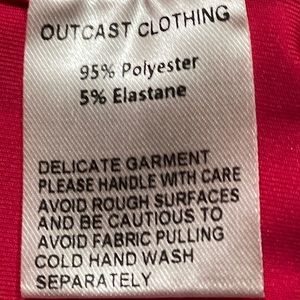 OUTCAST CLOTHING
95% Polyester
5% Elastane
DELICATE GARMENT
PLEASE HANDLE WITH CARE
AVOID ROUGH SURFACES
AND BE CAUTIOUS TO
AVOID FABRIC PULLING
COLD HAND WASH
SEPARATELY